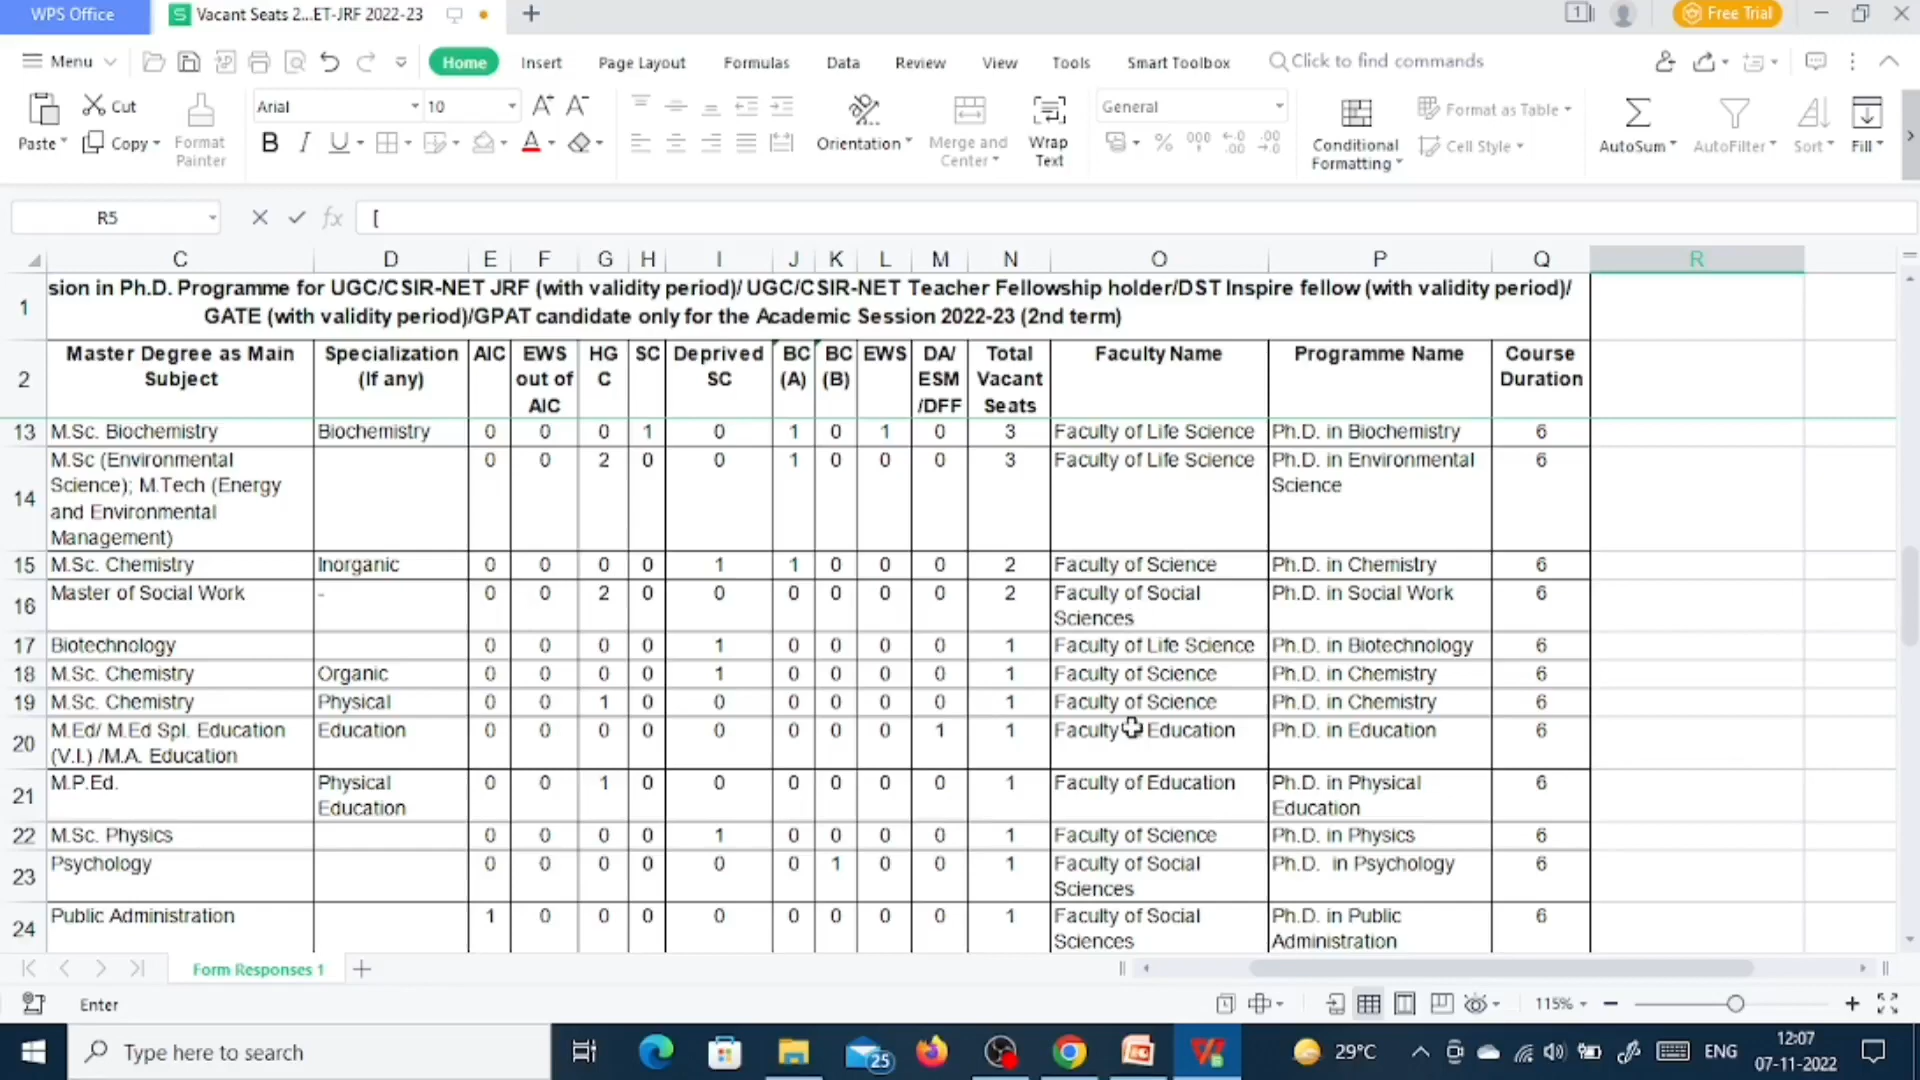 WPS Office
S Vacant Seats 2...ET-JRF 2022-23
1
Free Trial
Menu
Home
Insert
Page Layout
Formulas
Data
Review
View
Tools
Smart Toolbox
Click to find commands
Paste
Cut
Copy
Format Painter
Arial
10
B I U A
Orientation
Merge and Center
Wrap Text
General
Conditional Formatting
Format as Table
Cell Style
AutoSum
AutoFilter
Sort
Fill
R5 fx [
C D E F G H I J K L M N O P Q R
1 sion in Ph.D. Programme for UGC/CSIR-NET JRF (with validity period)/ UGC/CSIR-NET Teacher Fellowship holder/DST Inspire fellow (with validity period)/
GATE (with validity period)/GPAT candidate only for the Academic Session 2022-23 (2nd term)
2 Master Degree as Main Subject Specialization (If any) AIC EWS out of AIC HG C SC Deprived SC BC (A) BC (B) EWS DA/ ESM /DFF Total Vacant Seats Faculty Name Programme Name Course Duration
13 M.Sc. Biochemistry Biochemistry 0 0 0 1 0 1 0 1 0 3 Faculty of Life Science Ph.D. in Biochemistry 6
14 M.Sc (Environmental Science); M.Tech (Energy and Environmental Management) 0 0 2 0 0 1 0 0 0 3 Faculty of Life Science Ph.D. in Environmental Science 6
15 M.Sc. Chemistry Inorganic 0 0 0 0 1 1 0 0 0 2 Faculty of Science Ph.D. in Chemistry 6
16 Master of Social Work - 0 0 2 0 0 0 0 0 0 2 Faculty of Social Sciences Ph.D. in Social Work 6
17 Biotechnology 0 0 0 0 1 0 0 0 0 1 Faculty of Life Science Ph.D. in Biotechnology 6
18 M.Sc. Chemistry Organic 0 0 0 0 1 0 0 0 0 1 Faculty of Science Ph.D. in Chemistry 6
19 M.Sc. Chemistry Physical 0 0 1 0 0 0 0 0 0 1 Faculty of Science Ph.D. in Chemistry 6
20 M.Ed/ M.Ed Spl. Education (V.I.) /M.A. Education Education 0 0 0 0 0 0 0 0 1 1 Faculty Education Ph.D. in Education 6
21 M.P.Ed. Physical Education 0 0 1 0 0 0 0 0 0 1 Faculty of Education Ph.D. in Physical Education 6
22 M.Sc. Physics 0 0 0 0 1 0 0 0 0 1 Faculty of Science Ph.D. in Physics 6
23 Psychology 0 0 0 0 0 0 1 0 0 1 Faculty of Social Sciences Ph.D. in Psychology 6
24 Public Administration 1 0 0 0 0 0 0 0 0 1 Faculty of Social Sciences Ph.D. in Public Administration 6
Form Responses 1
Enter
115%
Type here to search
25
29°C
ENG
12:07
07-11-2022